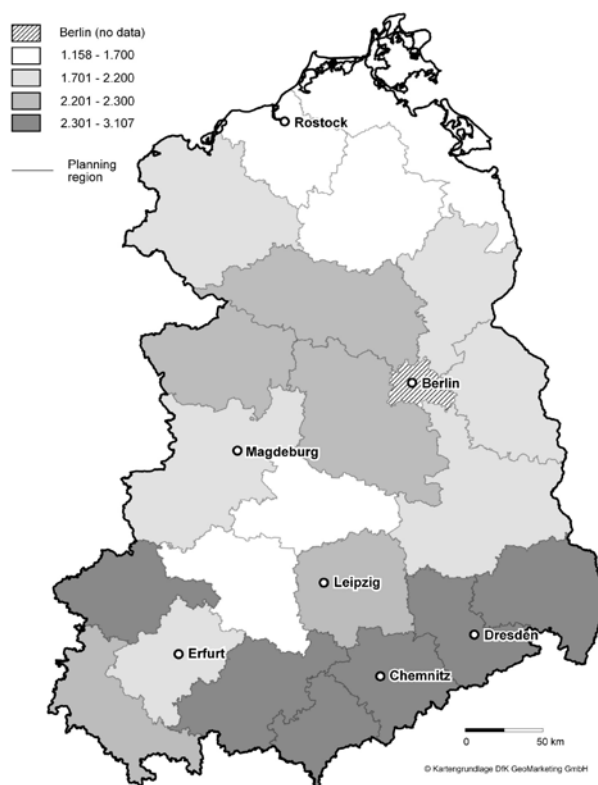 Berlin (no data)
1.158 - 1.700
1.701 - 2.200
2.201 - 2.300
2.301 - 3.107
Planning
region
Rostock
Berlin
Magdeburg
Leipzig
Dresden
Erfurt
Chemnitz
0 50 km
© Kartengrundlage DfK GeoMarketing GmbH